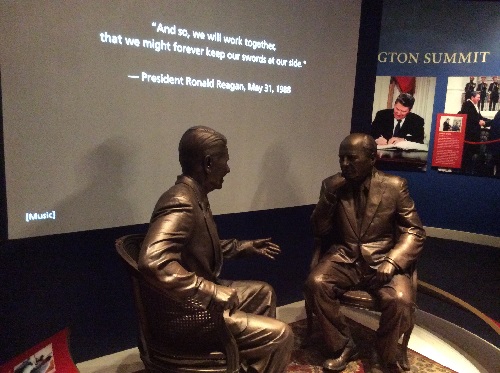 "And so, we will work together,
that we might forever keep our swords at our side."
— President Ronald Reagan, May 31, 1988
[Music]
GTON SUMMIT